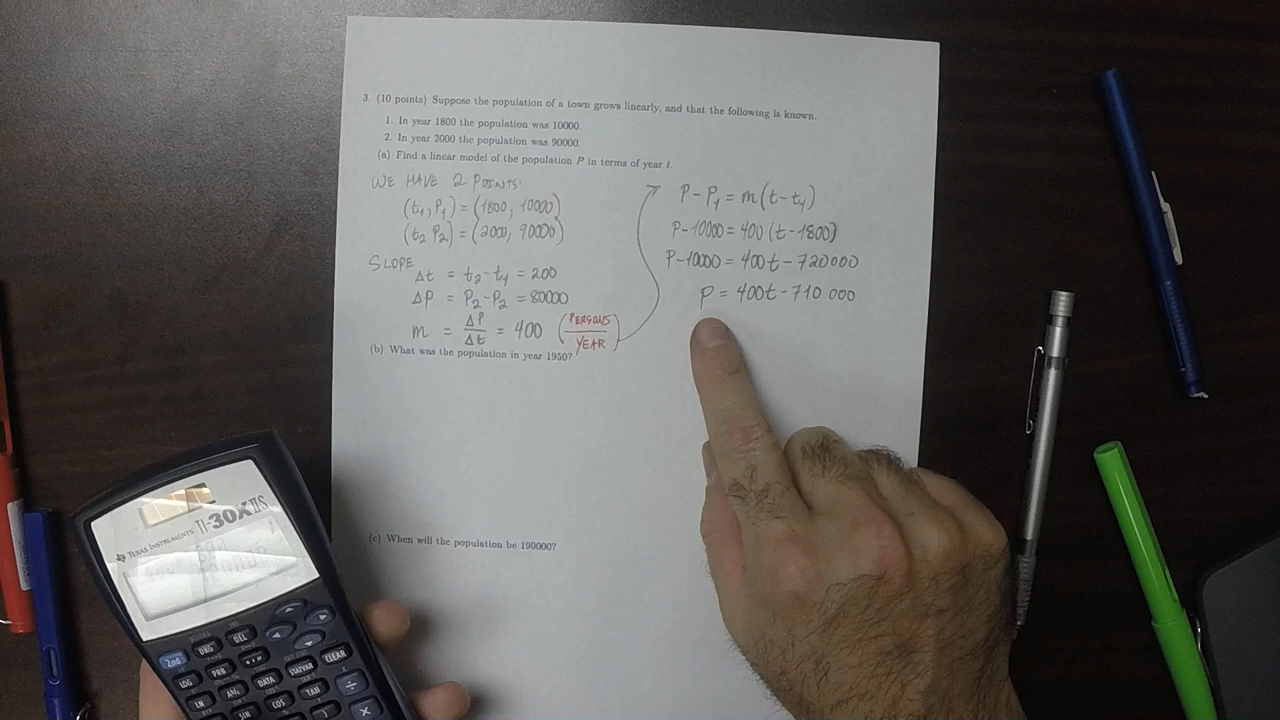 3. (10 points) Suppose the population of a town grows linearly, and that the following is known.
1. In year 1800 the population was 10000.
2. In year 2000 the population was 90000.
(a) Find a linear model of the population P in terms of year t.
WE HAVE 2 POINTS:
(t₁, P₁) = (1800, 10000)
(t₂ P₂) = (2000, 90000)
SLOPE
Δt = t₂ - t₁ = 200
ΔP = P₂ - P₂ = 80000
m = ΔP/Δt = 400 (PERSONS/YEAR)
P - P₁ = m(t - t₁)
P - 10000 = 400 (t - 1800)
P - 10000 = 400t - 720000
P = 400t - 710 000
(b) What was the population in year 1950?
(c) When will the population be 190000?
TEXAS INSTRUMENTS TI-30X IIS
2nd DRG DEL
LOG PRB CLEAR
LN DATA STATVAR ÷
SIN COS TAN
) ×